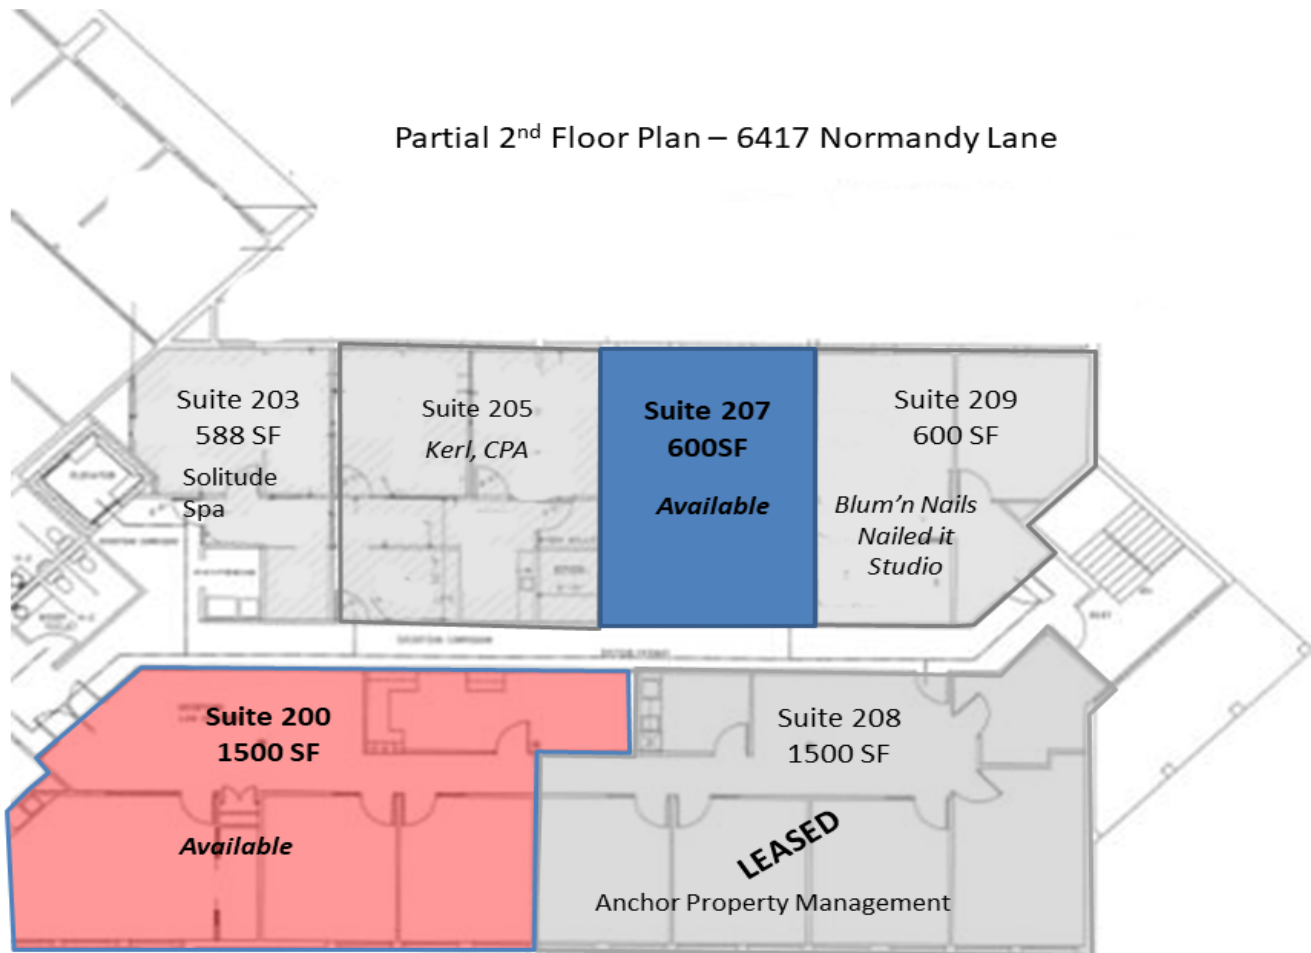 Partial 2nd Floor Plan – 6417 Normandy Lane
Suite 203
588 SF
Solitude
Spa
Suite 205
Kerl, CPA
Suite 207
600SF
Available
Suite 209
600 SF
Blum’n Nails
Nailed it
Studio
ELEVATOR
Suite 200
1500 SF
Available
Suite 208
1500 SF
LEASED
Anchor Property Management